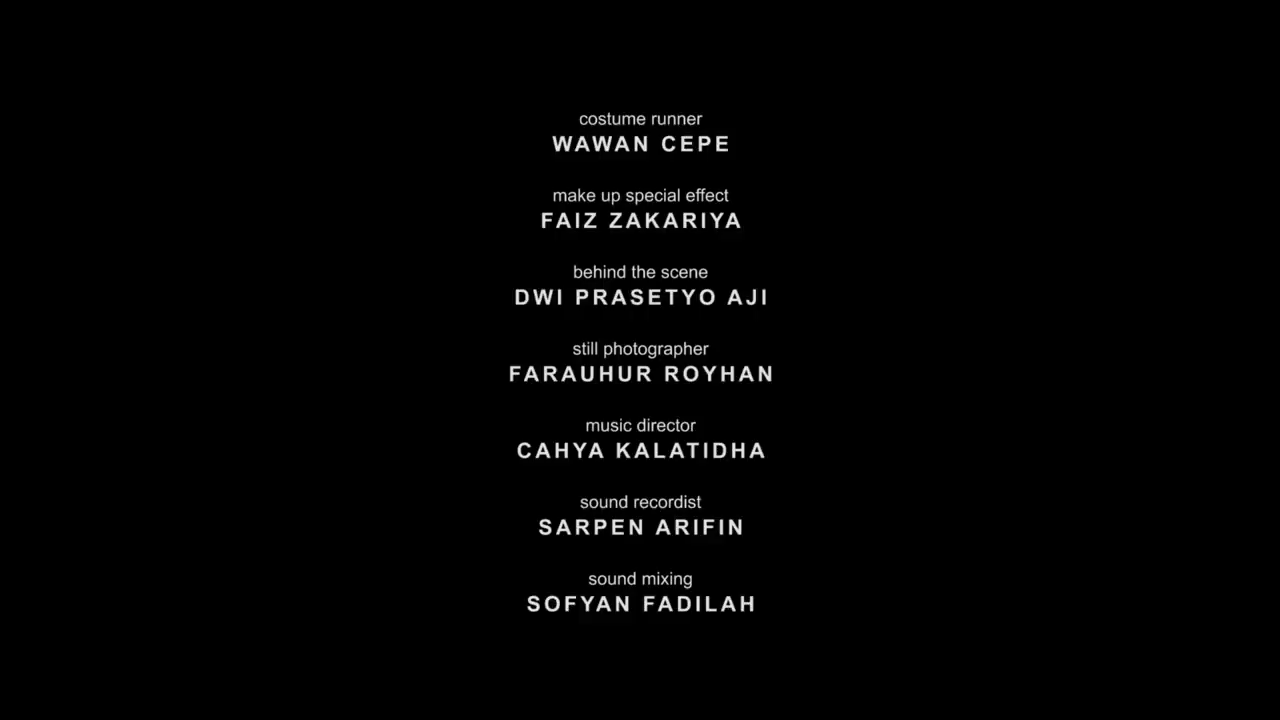 costume runner
WAWAN CEPE
make up special effect
FAIZ ZAKARIYA
behind the scene
DWI PRASETYO AJI
still photographer
FARAUHUR ROYHAN
music director
CAHYA KALATIDHA
sound recordist
SARPEN ARIFIN
sound mixing
SOFYAN FADILAH